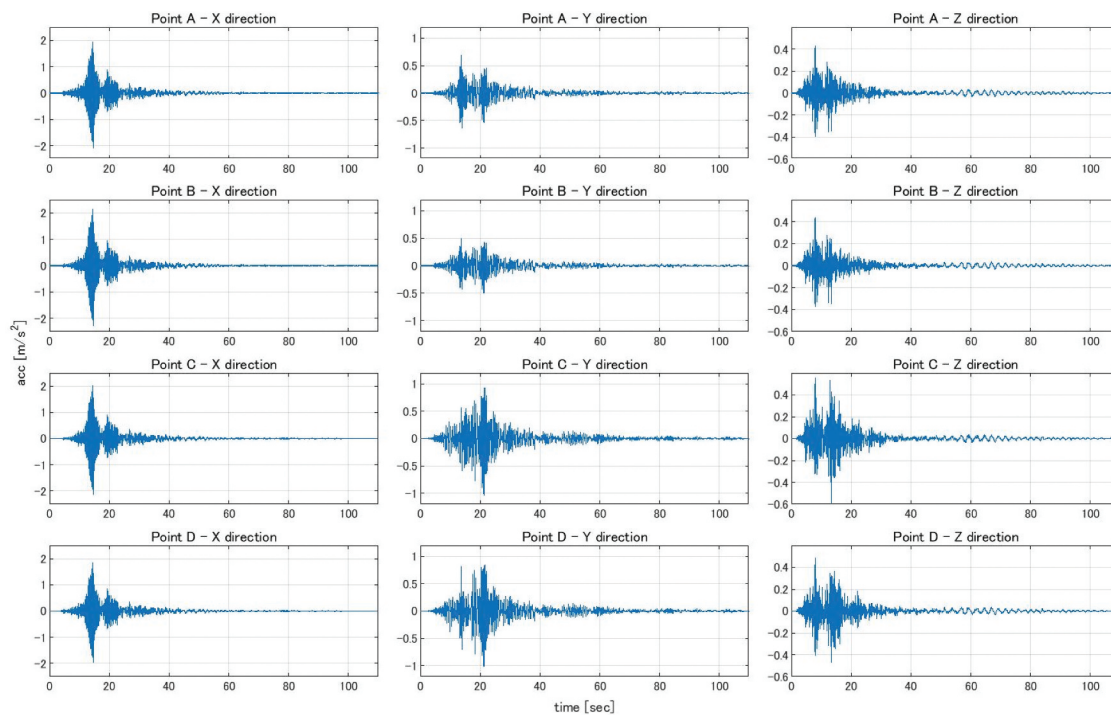 Point A - X direction
Point A - Y direction
Point A - Z direction
2
1
0
-1
-2
0 20 40 60 80 100
1
0.5
0
-0.5
-1
0 20 40 60 80 100
0.4
0.2
0
-0.2
-0.4
-0.6
0 20 40 60 80 100
Point B - X direction
Point B - Y direction
Point B - Z direction
2
1
0
-1
-2
0 20 40 60 80 100
1
0.5
0
-0.5
-1
0 20 40 60 80 100
0.4
0.2
0
-0.2
-0.4
-0.6
0 20 40 60 80 100
acc [m/s²]
Point C - X direction
Point C - Y direction
Point C - Z direction
2
1
0
-1
-2
0 20 40 60 80 100
1
0.5
0
-0.5
-1
0 20 40 60 80 100
0.4
0.2
0
-0.2
-0.4
-0.6
0 20 40 60 80 100
Point D - X direction
Point D - Y direction
Point D - Z direction
2
1
0
-1
-2
0 20 40 60 80 100
1
0.5
0
-0.5
-1
0 20 40 60 80 100
0.4
0.2
0
-0.2
-0.4
-0.6
0 20 40 60 80 100
time [sec]